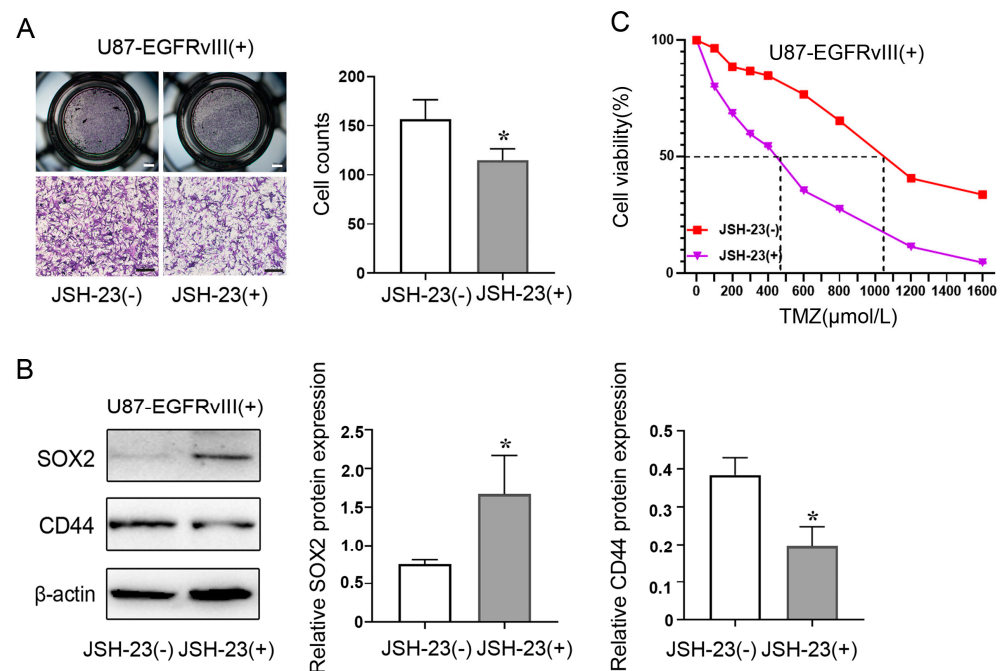 A
U87-EGFRvIII(+)
JSH-23(-) JSH-23(+)
Cell counts
200
150
100
50
0
JSH-23(-) JSH-23(+)
C
U87-EGFRvIII(+)
Cell viability(%)
100
50
0
JSH-23(-)
JSH-23(+)
0 200 400 600 800 1000 1200 1400 1600
TMZ(μmol/L)
B
U87-EGFRvIII(+)
SOX2
CD44
β-actin
JSH-23(-) JSH-23(+)
Relative SOX2 protein expression
2.5
2.0
1.5
1.0
0.5
0
*
JSH-23(-) JSH-23(+)
Relative CD44 protein expression
0.5
0.4
0.3
0.2
0.1
0
*
JSH-23(-) JSH-23(+)